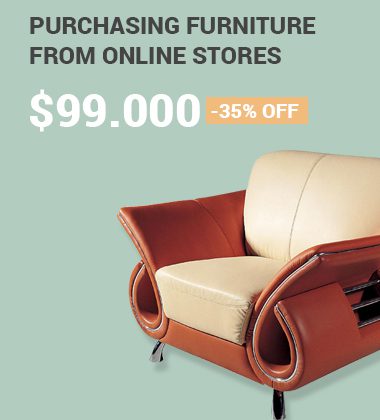 PURCHASING FURNITURE
FROM ONLINE STORES
$99.000 -35% OFF